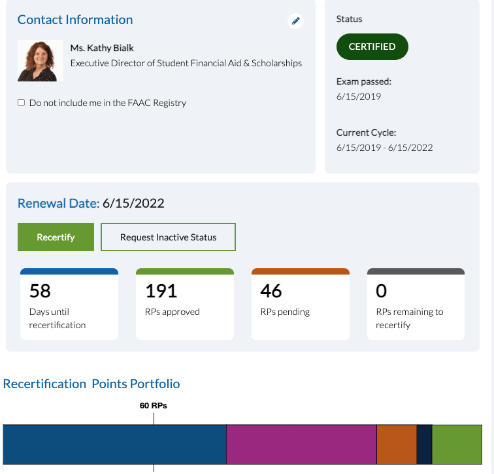 Contact Information
Ms. Kathy Bialk
Executive Director of Student Financial Aid & Scholarships
Do not include me in the FAAC Registry
Status
CERTIFIED
Exam passed:
6/15/2019
Current Cycle:
6/15/2019 - 6/15/2022
Renewal Date: 6/15/2022
Recertify
Request Inactive Status
58
Days until
recertification
191
RPs approved
46
RPs pending
0
RPs remaining to
recertify
Recertification Points Portfolio
60 RPs